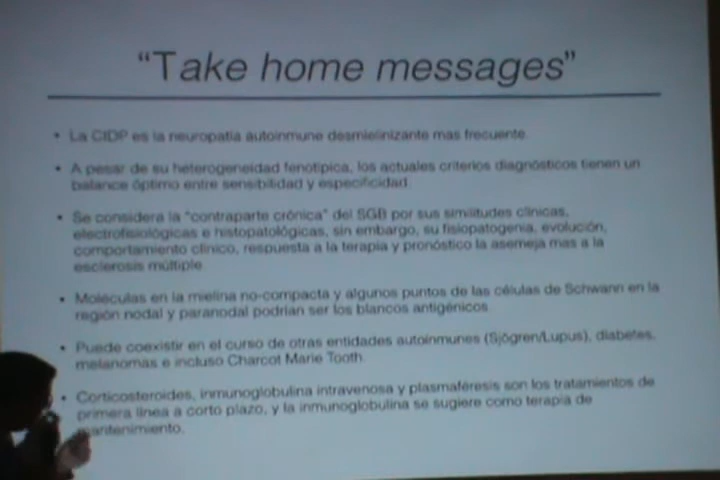 “Take home messages”
• La CIDP es la neuropatía autoinmune desmielinizante mas frecuente.
• A pesar de su heterogeneidad fenotípica, los actuales criterios diagnósticos tienen un
balance óptimo entre sensibilidad y especificidad.
• Se considera la “contraparte crónica” del SGB por sus similitudes clínicas,
electrofisiológicas e histopatológicas, sin embargo, su fisiopatogenia, evolución,
comportamiento clínico, respuesta a la terapia y pronóstico la asemeja mas a la
esclerosis múltiple.
• Moléculas en la mielina no-compacta y algunos puntos de las células de Schwann en la
región nodal y paranodal podrían ser los blancos antigénicos.
• Puede coexistir en el curso de otras entidades autoinmunes (Sjögren/Lupus), diabetes,
melanomas e incluso Charcot Marie Tooth.
• Corticosteroides, inmunoglobulina intravenosa y plasmaféresis son los tratamientos de
primera línea a corto plazo, y la inmunoglobulina se sugiere como terapia de
mantenimiento.